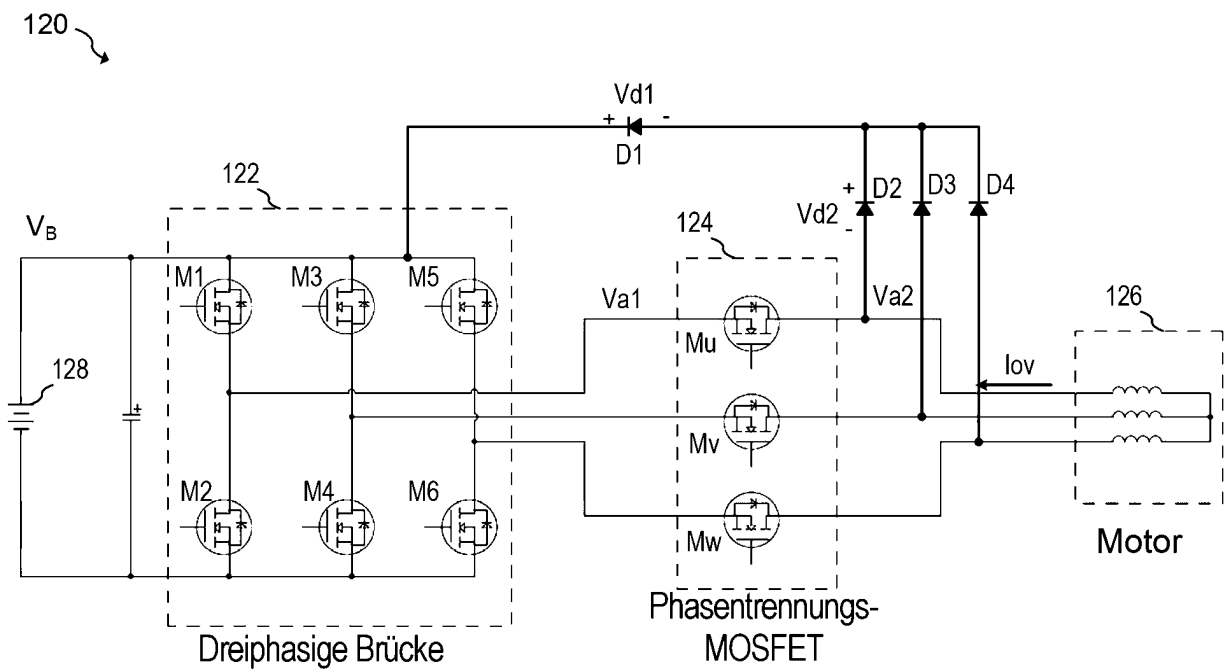 120
Vd1
+ -
D1
122
D2 D3 D4
+
Vd2
-
124
V_B
M1 M3 M5
Va1 Va2
126
Mu
128
+
Iov
Mv
M2 M4 M6
Mw
Motor
Phasentrennungs-
MOSFET
Dreiphasige Brücke